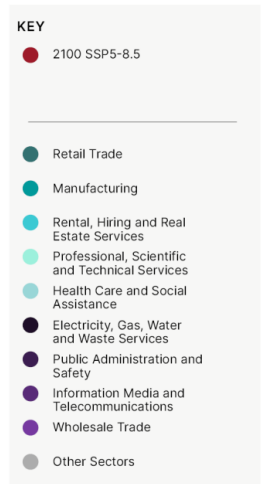 KEY
2100 SSP5-8.5
Retail Trade
Manufacturing
Rental, Hiring and Real
Estate Services
Professional, Scientific
and Technical Services
Health Care and Social
Assistance
Electricity, Gas, Water
and Waste Services
Public Administration and
Safety
Information Media and
Telecommunications
Wholesale Trade
Other Sectors